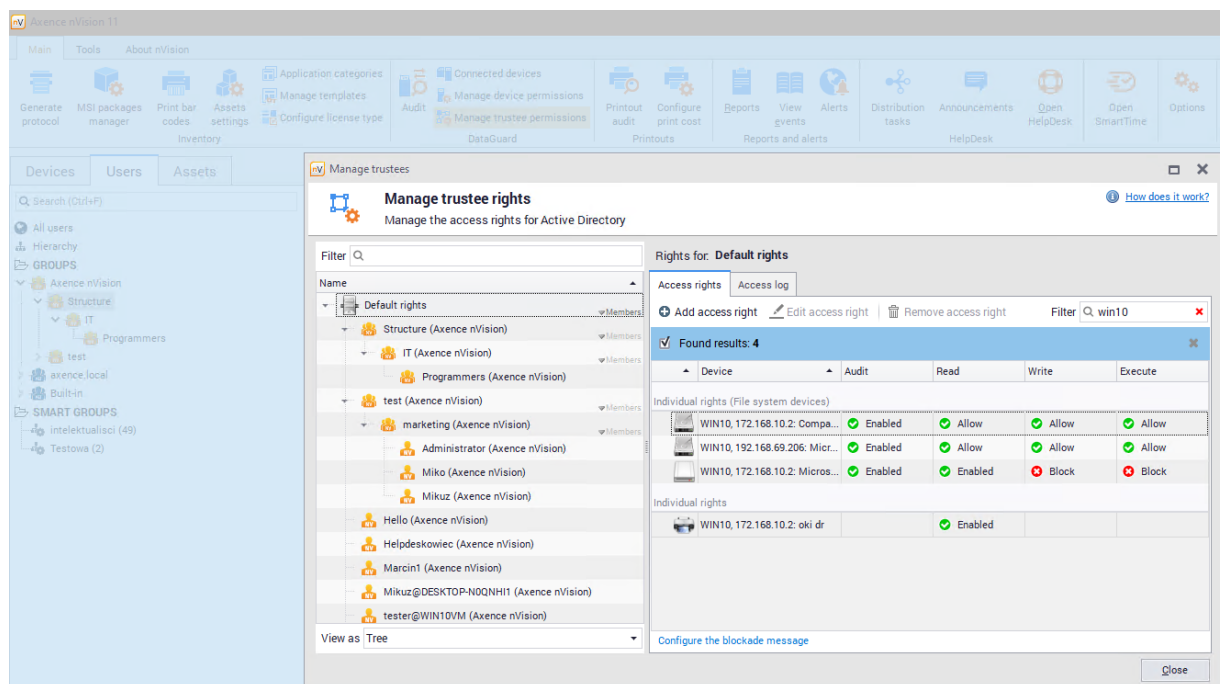 nV Axence nVision 11
Main Tools About nVision
Generate protocol
MSI packages manager
Print bar codes
Assets settings
Application categories
Manage templates
Configure license type
Inventory
Audit
Connected devices
Manage device permissions
Manage trustee permissions
DataGuard
Printout audit
Configure print cost
Printouts
Reports
View events
Alerts
Reports and alerts
Distribution tasks
Announcements
Open HelpDesk
HelpDesk
Open SmartTime
Options
Devices Users Assets
Search (Ctrl+F)
All users
Hierarchy
GROUPS
Axence nVision
Structure
IT
Programmers
test
axence.local
Built-in
SMART GROUPS
intelektualisci (49)
Testowa (2)
nV Manage trustees
Manage trustee rights
Manage the access rights for Active Directory
How does it work?
Filter
Name
Default rights Members
Structure (Axence nVision) Members
IT (Axence nVision) Members
Programmers (Axence nVision)
test (Axence nVision) Members
marketing (Axence nVision) Members
Administrator (Axence nVision)
Miko (Axence nVision)
Mikuz (Axence nVision)
Hello (Axence nVision)
Helpdeskowiec (Axence nVision)
Marcin1 (Axence nVision)
Mikuz@DESKTOP-N0QNHI1 (Axence nVision)
tester@WIN10VM (Axence nVision)
View as Tree
Rights for: Default rights
Access rights Access log
Add access right Edit access right Remove access right Filter win10
Found results: 4
Device Audit Read Write Execute
Individual rights (File system devices)
WIN10, 172.168.10.2: Compa... Enabled Allow Allow Allow
WIN10, 192.168.69.206: Micr... Enabled Allow Allow Allow
WIN10, 172.168.10.2: Micros... Enabled Enabled Block Block
Individual rights
WIN10, 172.168.10.2: oki dr Enabled
Configure the blockade message
Close